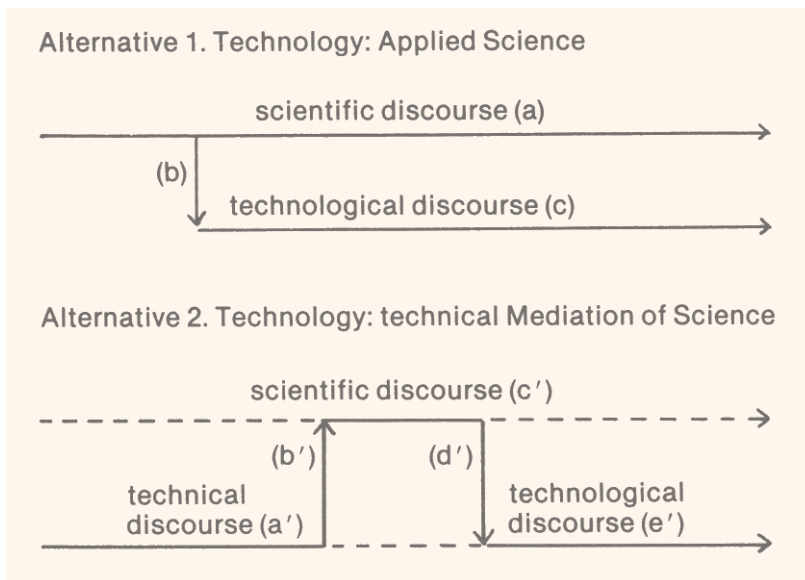 Alternative 1. Technology: Applied Science
scientific discourse (a)
(b)
technological discourse (c)
Alternative 2. Technology: technical Mediation of Science
scientific discourse (c′)
(b′)
(d′)
technical
discourse (a′)
technological
discourse (e′)